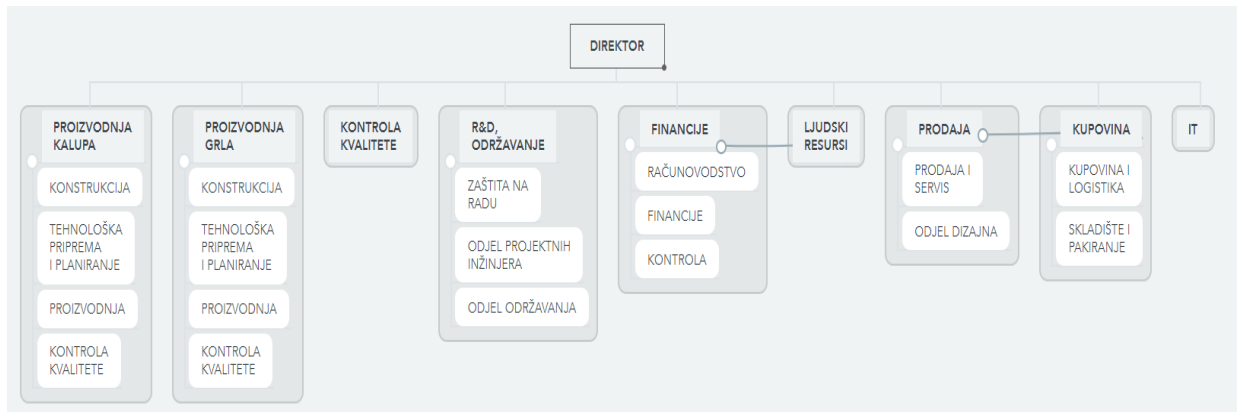 DIREKTOR
PROIZVODNJA
KALUPA
KONSTRUKCIJA
TEHNOLOŠKA
PRIPREMA
I PLANIRANJE
PROIZVODNJA
KONTROLA
KVALITETE
PROIZVODNJA
GRLA
KONSTRUKCIJA
TEHNOLOŠKA
PRIPREMA
I PLANIRANJE
PROIZVODNJA
KONTROLA
KVALITETE
KONTROLA
KVALITETE
R&D,
ODRŽAVANJE
ZAŠTITA NA
RADU
ODJEL PROJEKTNIH
INŽINJERA
ODJEL ODRŽAVANJA
FINANCIJE
RAČUNOVODSTVO
FINANCIJE
KONTROLA
LJUDSKI
RESURSI
PRODAJA
PRODAJA I
SERVIS
ODJEL DIZAJNA
KUPOVINA
KUPOVINA I
LOGISTIKA
SKLADIŠTE I
PAKIRANJE
IT